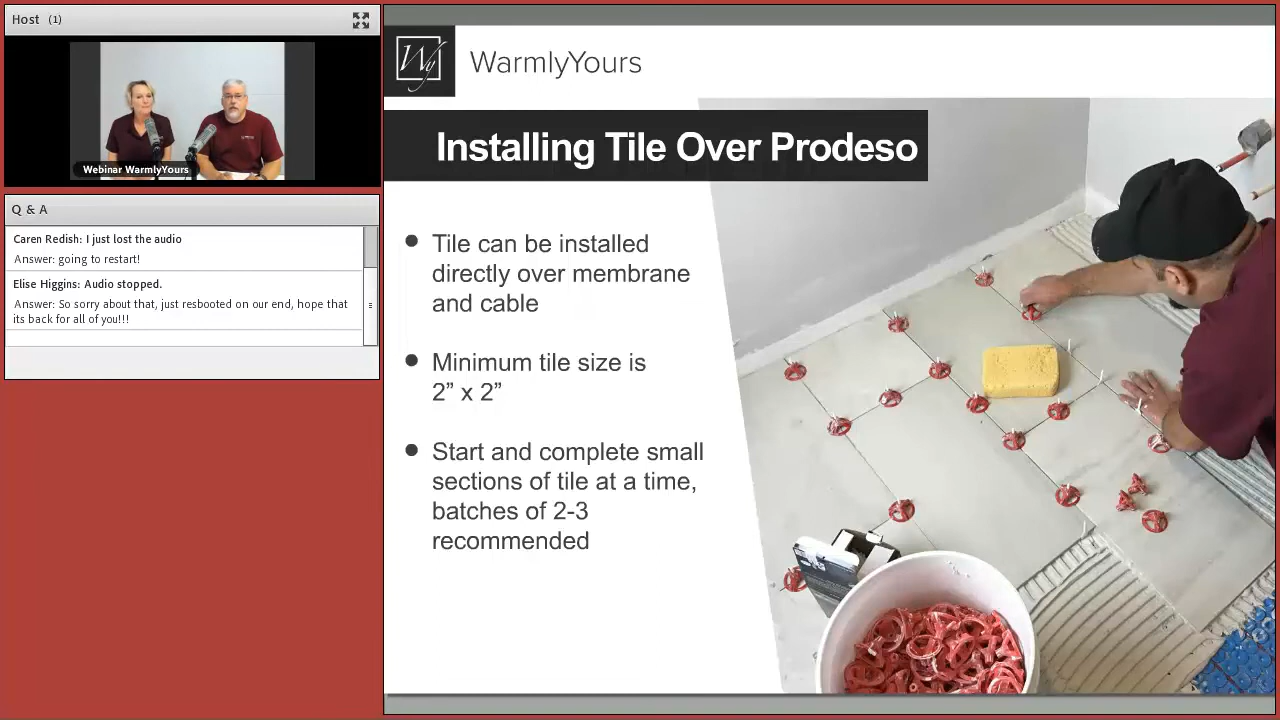 Host (1)
Webinar WarmlyYours
Q & A
Caren Redish: I just lost the audio
Answer: going to restart!
Elise Higgins: Audio stopped.
Answer: So sorry about that, just resbooted on our end, hope that
its back for all of you!!!
Wy
WarmlyYours
Installing Tile Over Prodeso
• Tile can be installed
directly over membrane
and cable
• Minimum tile size is
2” x 2”
• Start and complete small
sections of tile at a time,
batches of 2-3
recommended